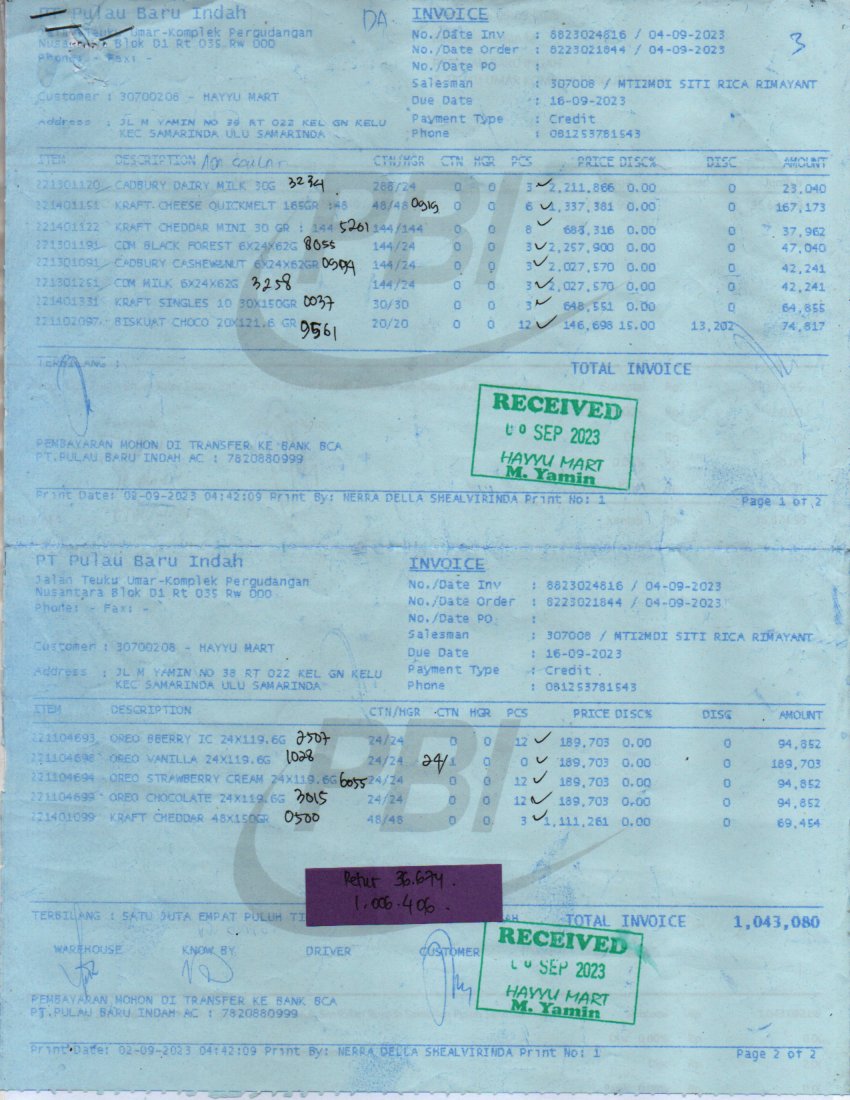 PT Pulau Baru Indah
Jalan Teuku Umar-Komplek Pergudangan
Nusantara Blok D1 Rt 035 Rw 000
Phone: - Fax: -
DA.
INVOICE
3
No./Date Inv : 8823024816 / 04-09-2023
No./Date Order : 8223021844 / 04-09-2023
No./Date PO :
Salesman : 307008 / MTI2MDI SITI RICA RIMAYANT
Due Date : 16-09-2023
Payment Type : Credit
Phone : 081253781543
Customer : 30700208 - HAYYU MART
Address : JL M YAMIN NO 38 RT 022 KEL GN KELU
KEC SAMARINDA ULU SAMARINDA
ITEM DESCRIPTION CTN/HGR CTN HGR PCS PRICE DISC% DISC AMOUNT
221301120 CADBURY DAIRY MILK 30G 3234 288/24 0 0 3 2,211,866 0.00 0 23,040
221401151 KRAFT CHEESE QUICKMELT 165GR :48 48/48 0919 0 0 6 1,337,381 0.00 0 167,173
221401122 KRAFT CHEDDAR MINI 30 GR : 144 5201 144/144 0 0 8 683,316 0.00 0 37,962
221301191 CDM BLACK FOREST 6X24X62G 8055 144/24 0 0 3 2,257,900 0.00 0 47,040
221301091 CADBURY CASHEW&NUT 6X24X62GR 144/24 0 0 3 2,027,570 0.00 0 42,241
221301251 CDM MILK 6X24X62G 3258 144/24 0 0 3 2,027,570 0.00 0 42,241
221401331 KRAFT SINGLES 10 30X150GR 0037 30/30 0 0 3 648,551 0.00 0 64,855
221102097 BISKUAT CHOCO 20X121.6 GR 9561 20/20 0 0 12 146,698 15.00 13,202 74,817
PBI
TERBILANG :
TOTAL INVOICE
RECEIVED
SEP 2023
HAYYU MART
M. Yamin
PEMBAYARAN MOHON DI TRANSFER KE BANK BCA
PT.PULAU BARU INDAH AC : 7820880999
Print Date: 02-09-2023 04:42:09 Print By: NERRA DELLA SHEALVIRINDA Print No: 1
Page 1 of 2
PT Pulau Baru Indah
Jalan Teuku Umar-Komplek Pergudangan
Nusantara Blok D1 Rt 035 Rw 000
Phone: - Fax: -
INVOICE
No./Date Inv : 8823024816 / 04-09-2023
No./Date Order : 8223021844 / 04-09-2023
No./Date PO :
Salesman : 307008 / MTI2MDI SITI RICA RIMAYANT
Due Date : 16-09-2023
Payment Type : Credit
Phone : 081253781543
Customer : 30700208 - HAYYU MART
Address : JL M YAMIN NO 38 RT 022 KEL GN KELU
KEC SAMARINDA ULU SAMARINDA
ITEM DESCRIPTION CTN/HGR CTN HGR PCS PRICE DISC% DISC AMOUNT
221104693 OREO BBERRY IC 24X119.6G 2507 24/24 0 0 12 189,703 0.00 0 94,852
221104698 OREO VANILLA 24X119.6G 1028 24/24 24/1 0 0 189,703 0.00 0 189,703
221104694 OREO STRAWBERRY CREAM 24X119.6G 6055 24/24 0 0 12 189,703 0.00 0 94,852
221104699 OREO CHOCOLATE 24X119.6G 3015 24/24 0 0 12 189,703 0.00 0 94,852
221401099 KRAFT CHEDDAR 48X150GR 0500 48/48 0 0 3 1,111,261 0.00 0 69,454
PBI
Retur 36.674.
1.006.406.
TERBILANG : SATU JUTA EMPAT PULUH TI
TOTAL INVOICE 1,043,080
WAREHOUSE KNOW BY DRIVER CUSTOMER
RECEIVED
SEP 2023
HAYYU MART
M. Yamin
PEMBAYARAN MOHON DI TRANSFER KE BANK BCA
PT.PULAU BARU INDAH AC : 7820880999
Print Date: 02-09-2023 04:42:09 Print By: NERRA DELLA SHEALVIRINDA Print No: 1
Page 2 of 2